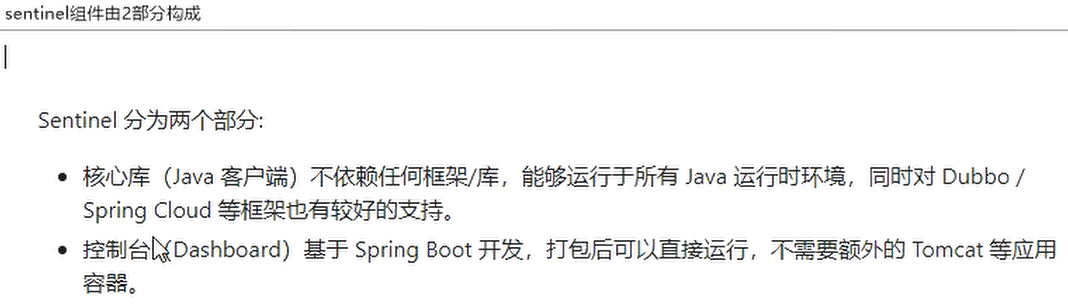 sentinel组件由2部分构成
Sentinel 分为两个部分:
核心库（Java 客户端）不依赖任何框架/库，能够运行于所有 Java 运行时环境，同时对 Dubbo /
Spring Cloud 等框架也有较好的支持。
控制台（Dashboard）基于 Spring Boot 开发，打包后可以直接运行，不需要额外的 Tomcat 等应用
容器。